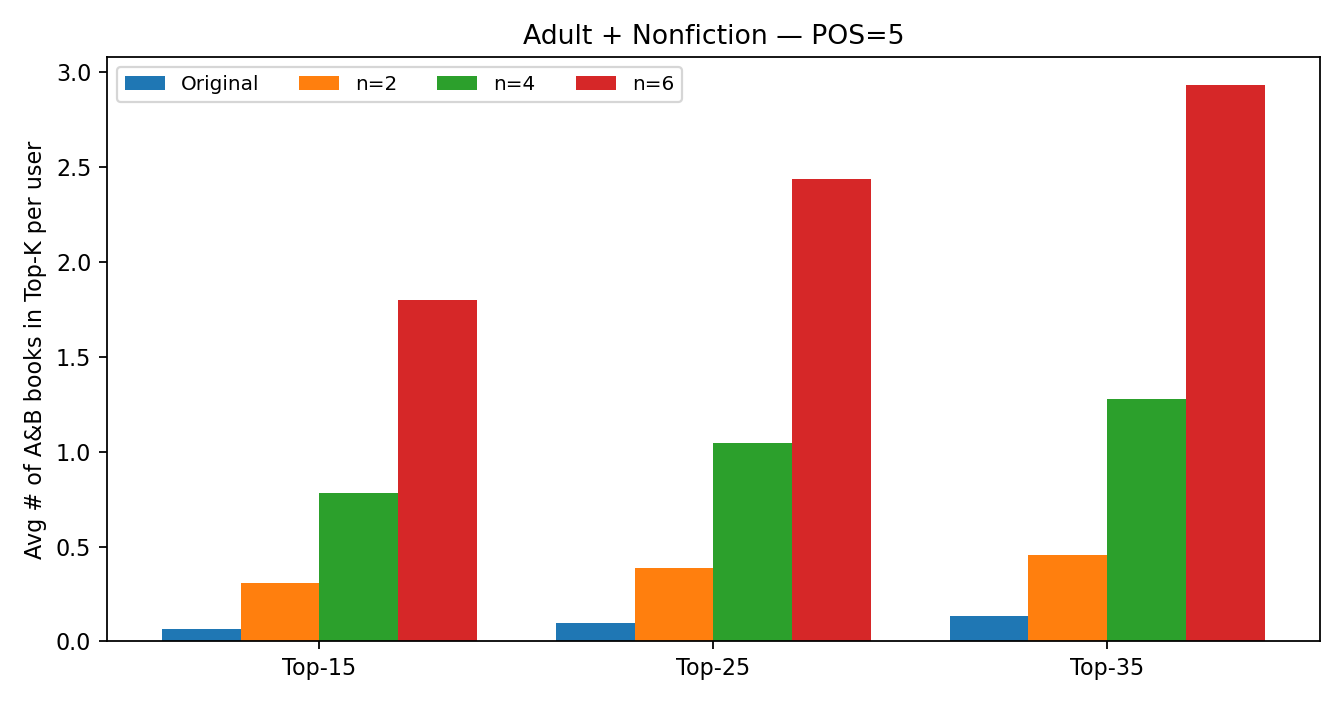 Adult + Nonfiction — POS=5
Original n=2 n=4 n=6
Avg # of A&B books in Top-K per user
3.0
2.5
2.0
1.5
1.0
0.5
0.0
Top-15 Top-25 Top-35